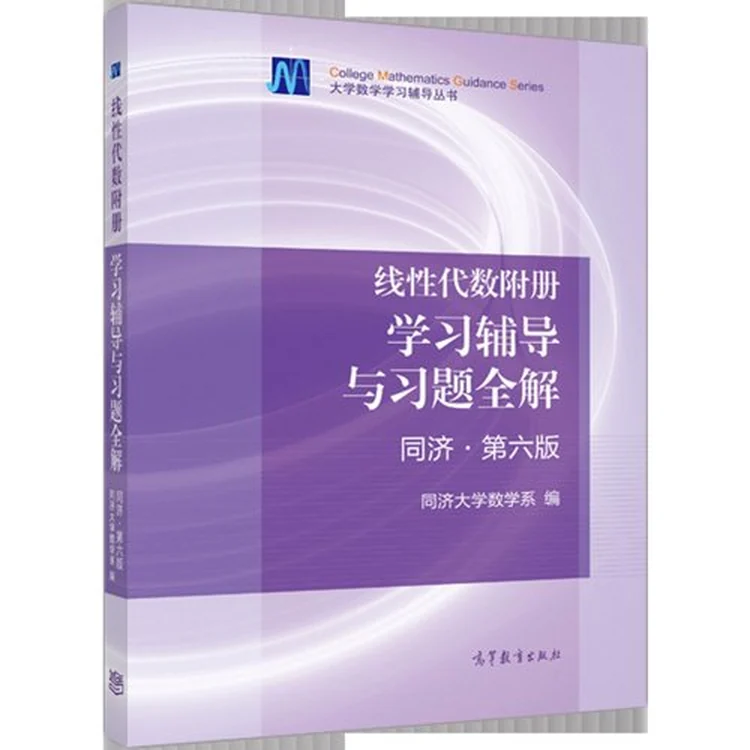 College Mathematics Guidance Series
大学数学学习辅导丛书
线性代数附册
学习辅导
与习题全解
同济·第六版
同济大学数学系 编
高等教育出版社
线性代数附册
学习辅导与习题全解
同济·第六版
同济大学数学系 编